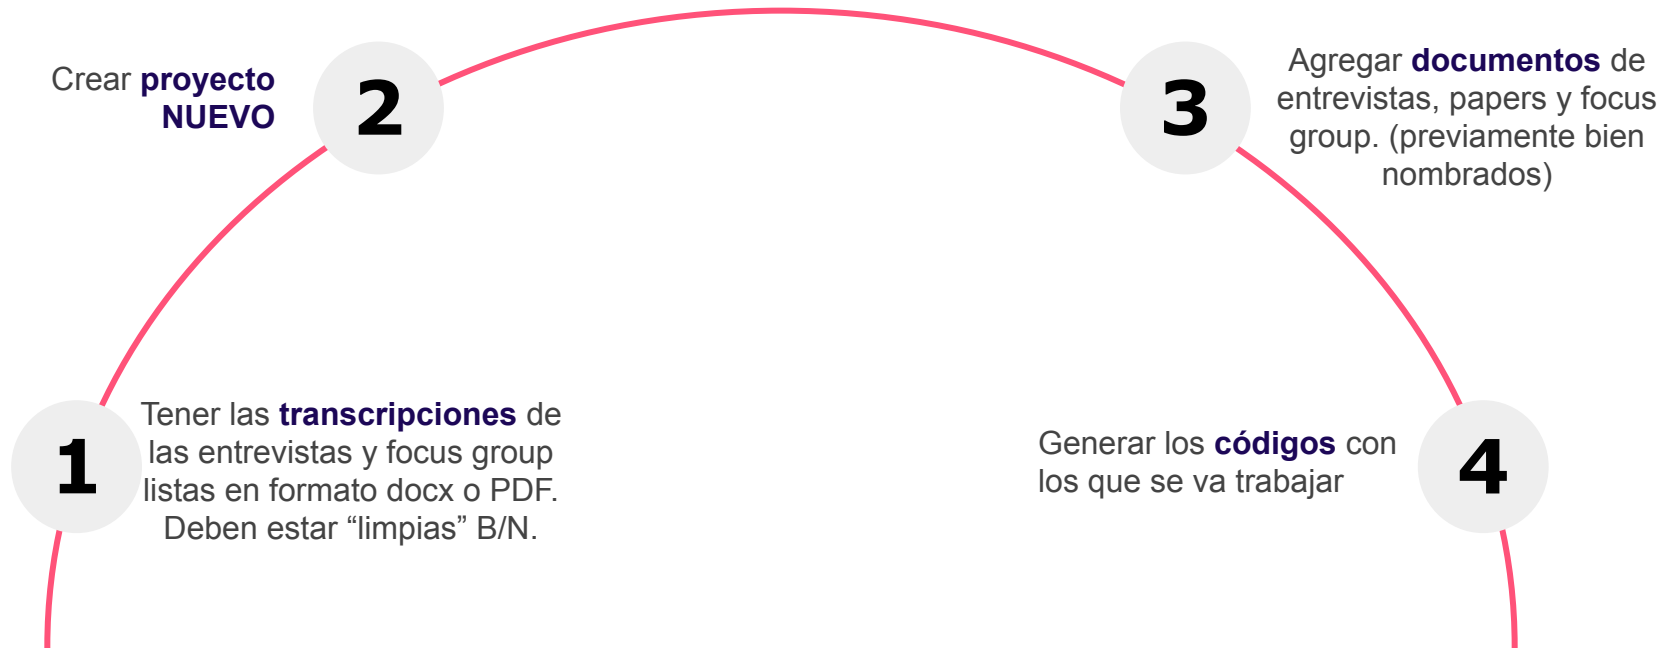 1
Tener las transcripciones de
las entrevistas y focus group
listas en formato docx o PDF.
Deben estar “limpias” B/N.
2
Crear proyecto
NUEVO
3
Agregar documentos de
entrevistas, papers y focus
group. (previamente bien
nombrados)
4
Generar los códigos con
los que se va trabajar